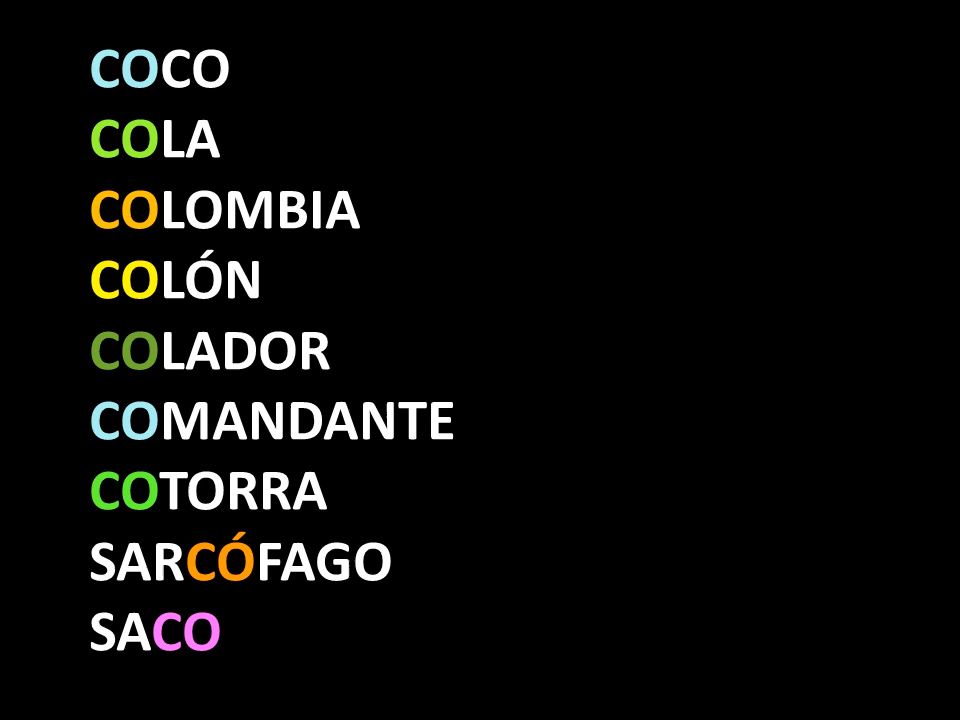 COCO
COLA
COLOMBIA
COLÓN
COLADOR
COMANDANTE
COTORRA
SARCÓFAGO
SACO